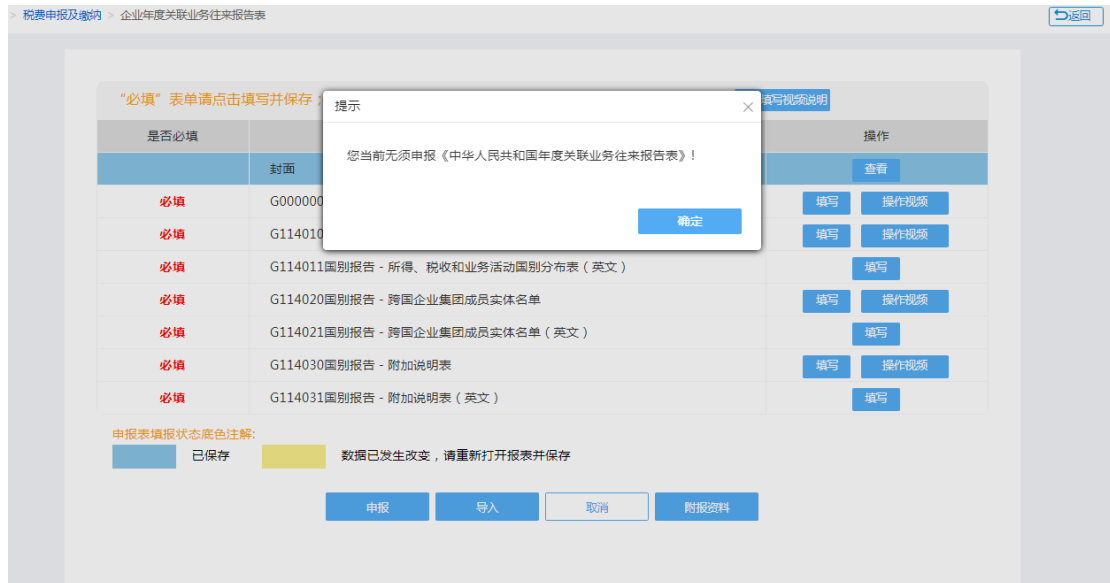 > 税费申报及缴纳 > 企业年度关联业务往来报告表 返回
“必填”表单请点击填写并保存 填写视频说明
提示
您当前无须申报《中华人民共和国年度关联业务往来报告表》！
确定
是否必填 操作
封面 查看
必填 G000000 填写 操作视频
必填 G114010 填写 操作视频
必填 G114011国别报告 - 所得、税收和业务活动国别分布表（英文） 填写
必填 G114020国别报告 - 跨国企业集团成员实体名单 填写 操作视频
必填 G114021国别报告 - 跨国企业集团成员实体名单（英文） 填写
必填 G114030国别报告 - 附加说明表 填写 操作视频
必填 G114031国别报告 - 附加说明表（英文） 填写
申报表填报状态底色注解:
已保存 数据已发生改变，请重新打开报表并保存
申报 导入 取消 附报资料